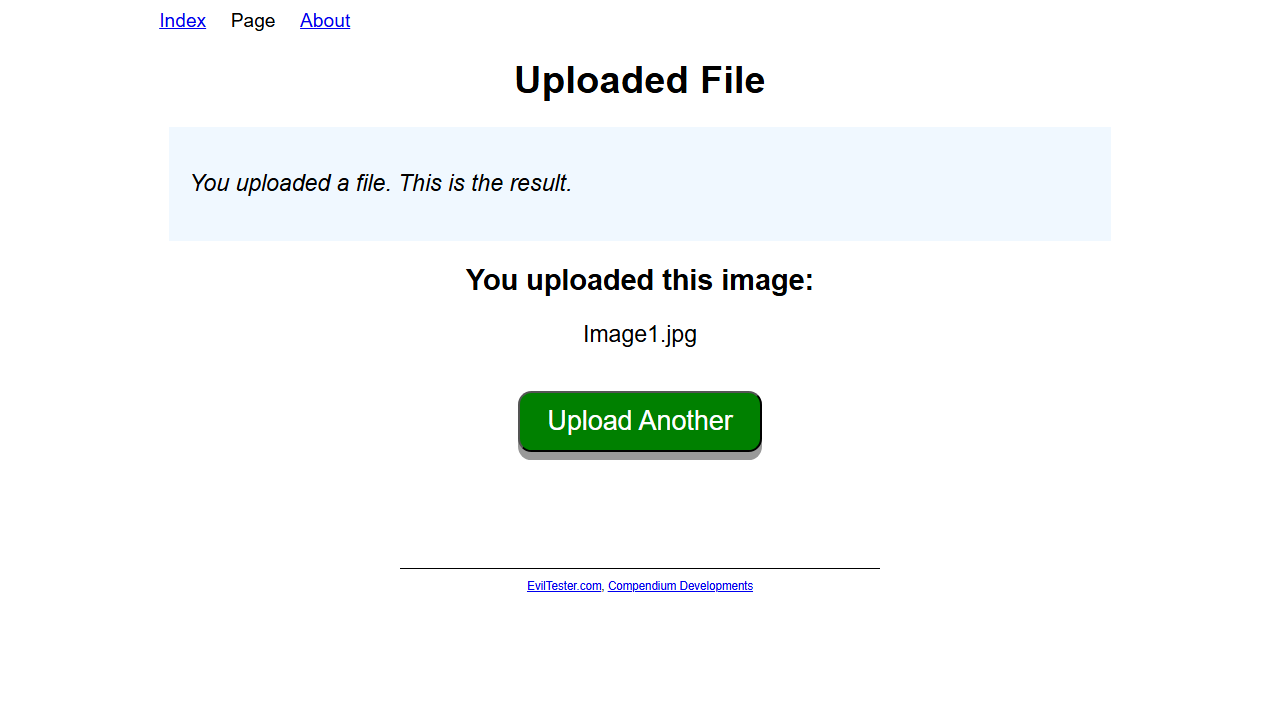 Index Page About
Uploaded File
You uploaded a file. This is the result.
You uploaded this image:
Image1.jpg
Upload Another
EvilTester.com, Compendium Developments